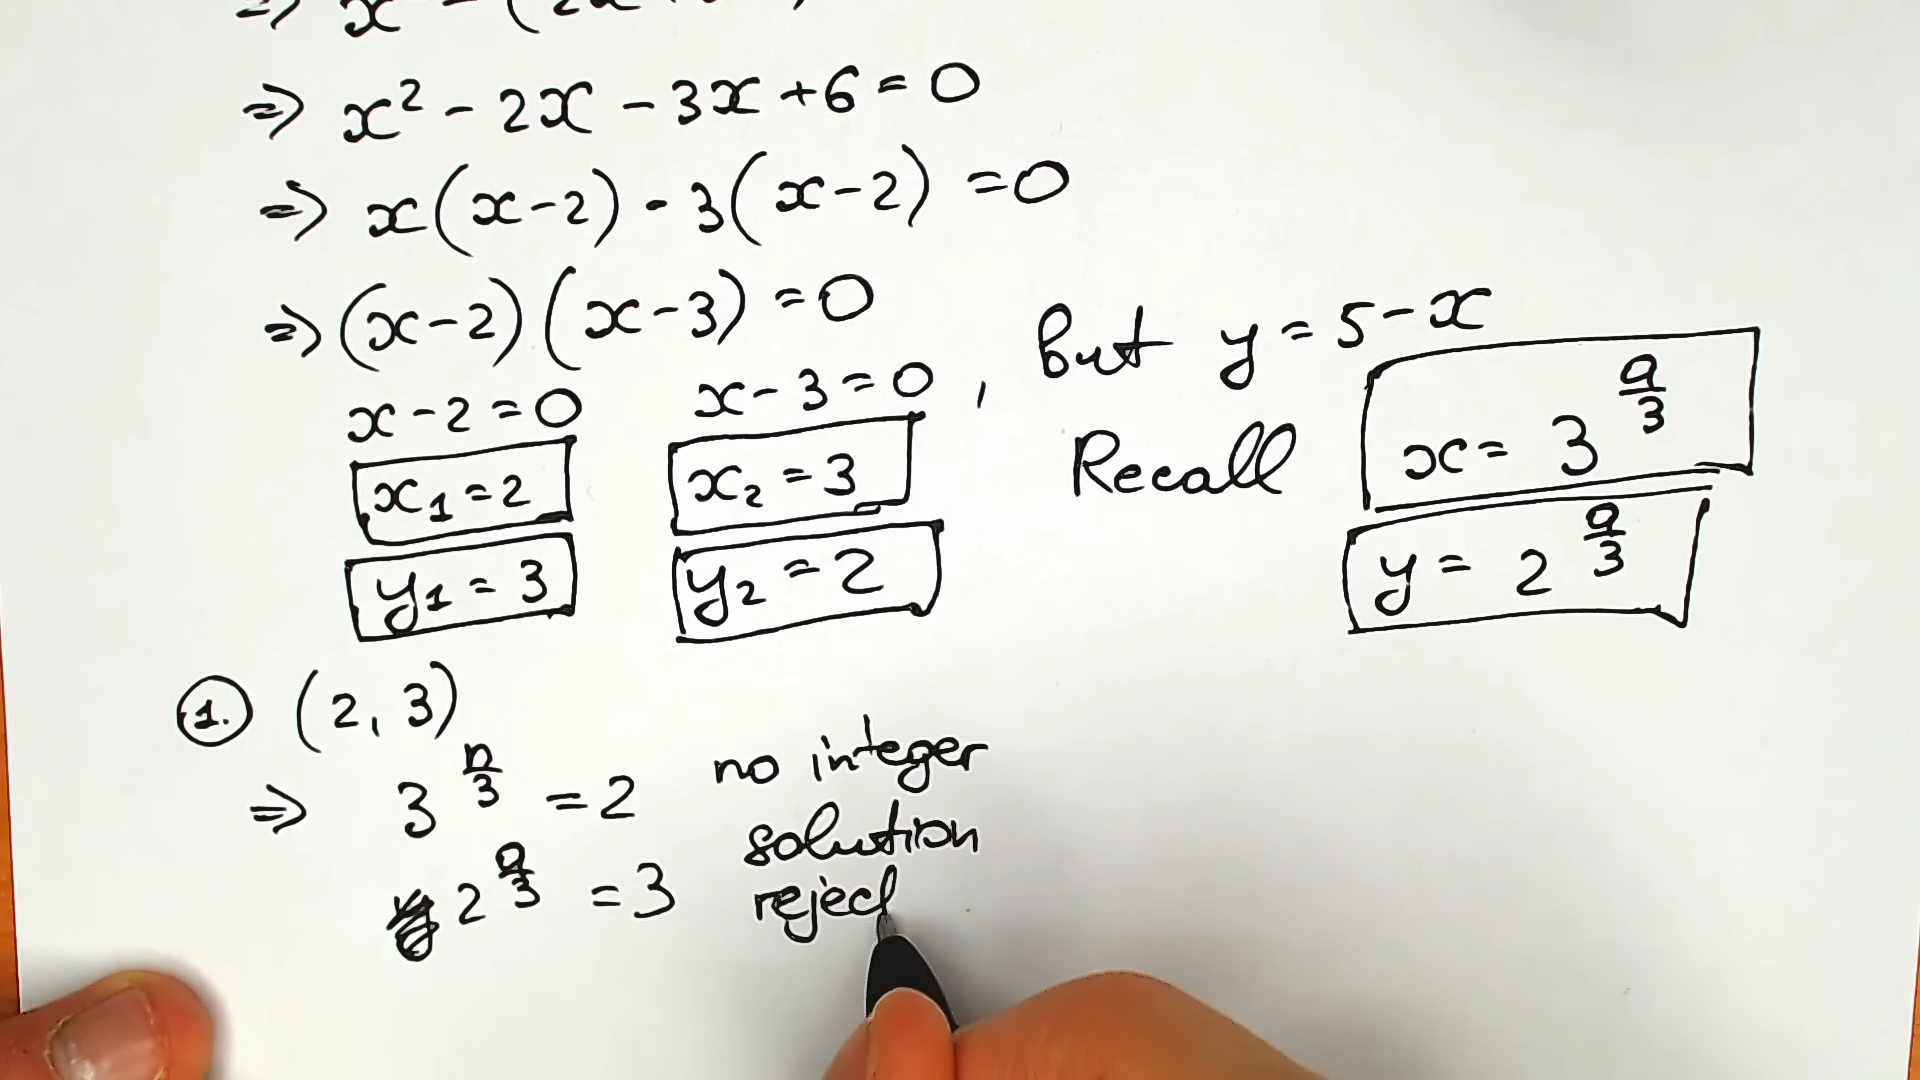 ⇒ x² - 2x - 3x + 6 = 0
⇒ x(x-2) - 3(x-2) = 0
⇒ (x-2)(x-3) = 0
x-2=0 x-3=0, but y = 5-x
x₁ = 2 x₂ = 3 Recall x = 3^(a/3)
y₁ = 3 y₂ = 2 y = 2^(a/3)
1. (2, 3)
⇒ 3^(n/3) = 2 no integer
solution
2^(a/3) = 3 reject